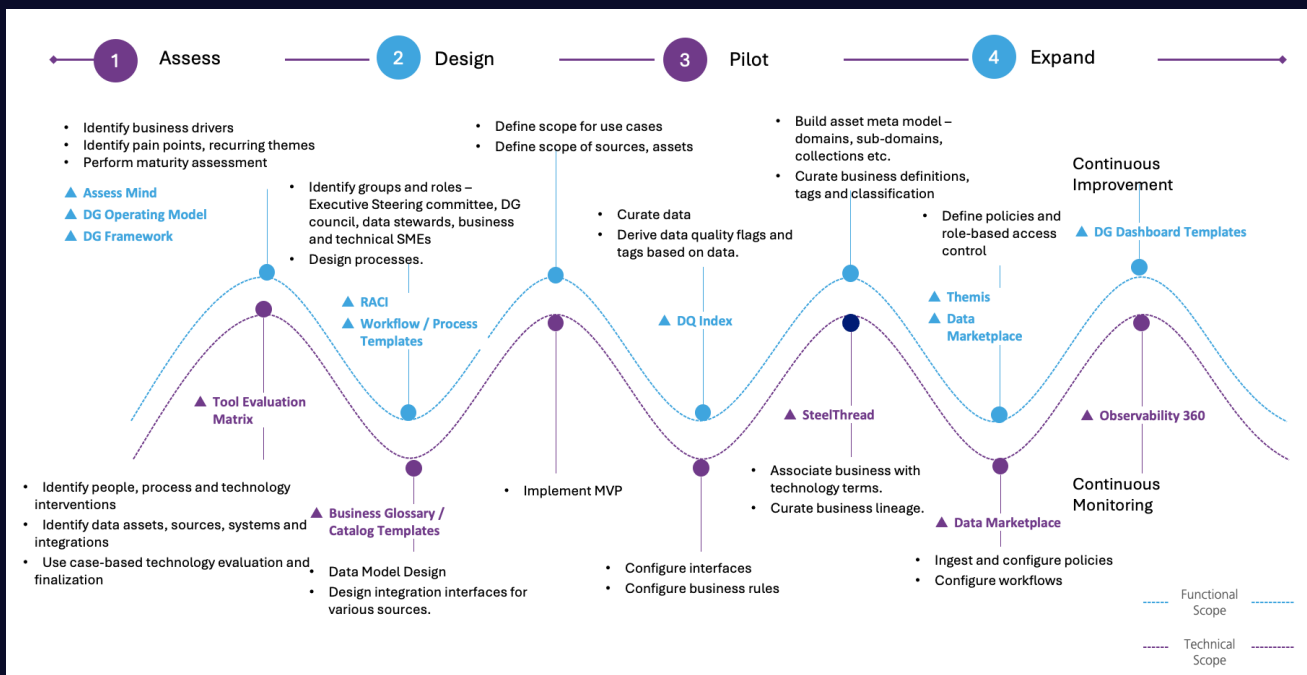 1 Assess
2 Design
3 Pilot
4 Expand
• Identify business drivers
• Identify pain points, recurring themes
• Perform maturity assessment
▲ Assess Mind
▲ DG Operating Model
▲ DG Framework
• Identify groups and roles –
Executive Steering committee, DG
council, data stewards, business
and technical SMEs
• Design processes.
▲ RACI
▲ Workflow / Process
Templates
• Define scope for use cases
• Define scope of sources, assets
• Curate data
• Derive data quality flags and
tags based on data.
▲ DQ Index
• Build asset meta model –
domains, sub-domains,
collections etc.
• Curate business definitions,
tags and classification
• Define policies and
role-based access
control
▲ Themis
▲ Data
Marketplace
Continuous
Improvement
▲ DG Dashboard Templates
▲ Tool Evaluation
Matrix
• Identify people, process and technology
interventions
• Identify data assets, sources, systems and
integrations
• Use case-based technology evaluation and
finalization
▲ Business Glossary /
Catalog Templates
• Data Model Design
• Design integration interfaces for
various sources.
• Implement MVP
• Configure interfaces
• Configure business rules
▲ SteelThread
• Associate business with
technology terms.
• Curate business lineage.
▲ Data Marketplace
• Ingest and configure policies
• Configure workflows
▲ Observability 360
Continuous
Monitoring
Functional
Scope
Technical
Scope